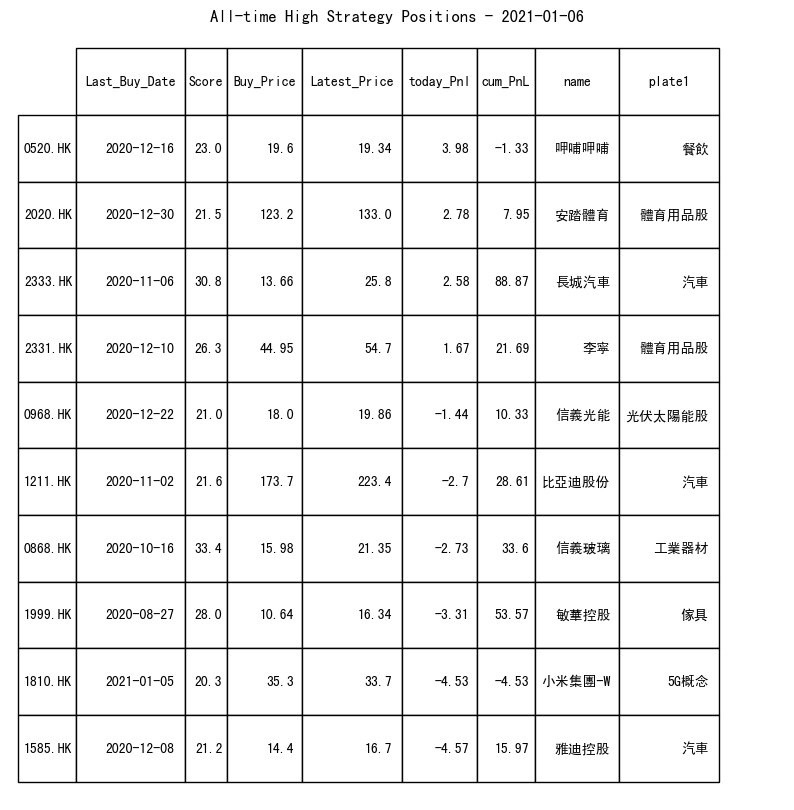 All-time High Strategy Positions - 2021-01-06
Last_Buy_Date Score Buy_Price Latest_Price today_Pnl cum_PnL name plate1
0520.HK 2020-12-16 23.0 19.6 19.34 3.98 -1.33 呷哺呷哺 餐飲
2020.HK 2020-12-30 21.5 123.2 133.0 2.78 7.95 安踏體育 體育用品股
2333.HK 2020-11-06 30.8 13.66 25.8 2.58 88.87 長城汽車 汽車
2331.HK 2020-12-10 26.3 44.95 54.7 1.67 21.69 李寧 體育用品股
0968.HK 2020-12-22 21.0 18.0 19.86 -1.44 10.33 信義光能 光伏太陽能股
1211.HK 2020-11-02 21.6 173.7 223.4 -2.7 28.61 比亞迪股份 汽車
0868.HK 2020-10-16 33.4 15.98 21.35 -2.73 33.6 信義玻璃 工業器材
1999.HK 2020-08-27 28.0 10.64 16.34 -3.31 53.57 敏華控股 傢具
1810.HK 2021-01-05 20.3 35.3 33.7 -4.53 -4.53 小米集團-W 5G概念
1585.HK 2020-12-08 21.2 14.4 16.7 -4.57 15.97 雅迪控股 汽車